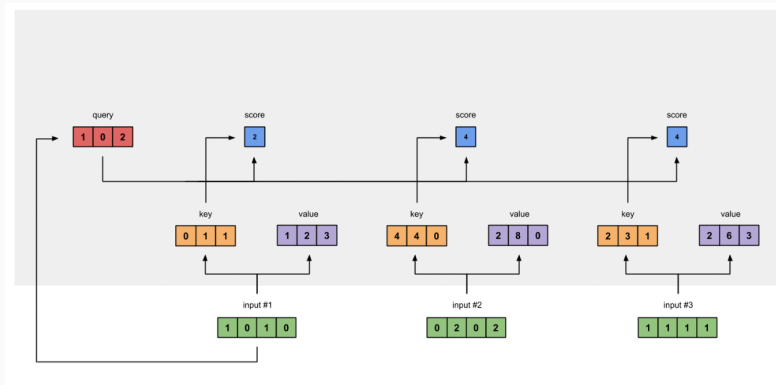 query score score score
1 0 2 2 4 4
key value key value key value
0 1 1 1 2 3 4 4 0 2 8 0 2 3 1 2 6 3
input #1 input #2 input #3
1 0 1 0 0 2 0 2 1 1 1 1